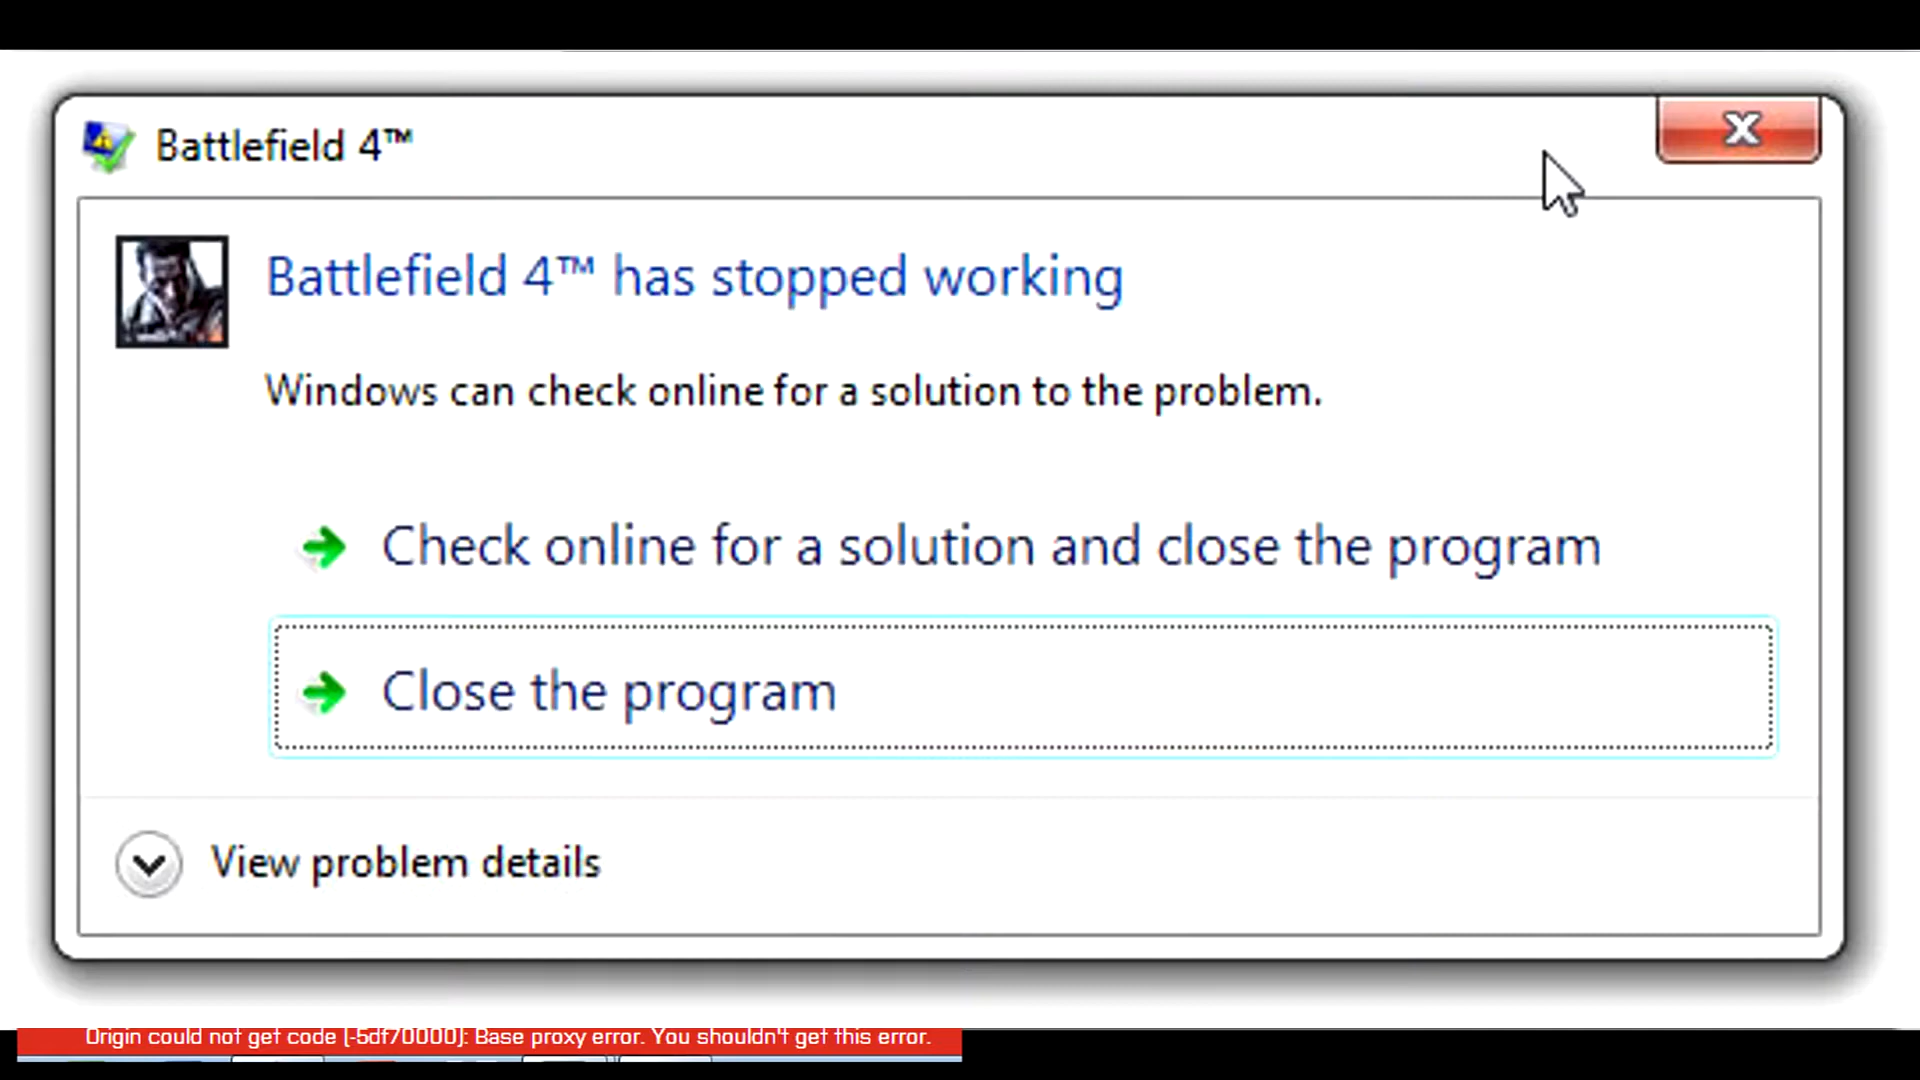 Battlefield 4™
Battlefield 4™ has stopped working
Windows can check online for a solution to the problem.
Check online for a solution and close the program
Close the program
View problem details
Origin could not get code (-5df70000): Base proxy error. You shouldn't get this error.